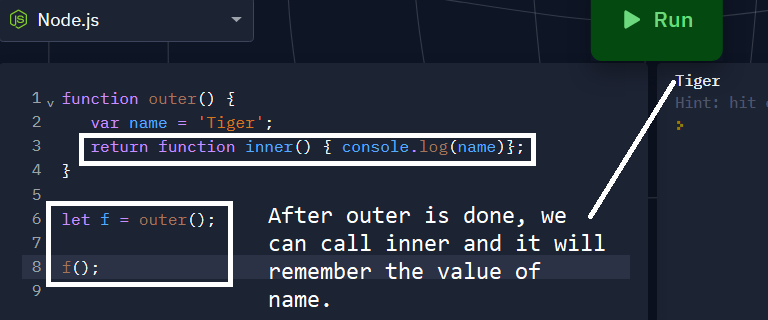 Node.js
Run
1 function outer() {
2 var name = 'Tiger';
3 return function inner() { console.log(name)};
4 }
5
6 let f = outer();
7
8 f();
9
After outer is done, we
can call inner and it will
remember the value of
name.
Tiger
Hint: hit
>